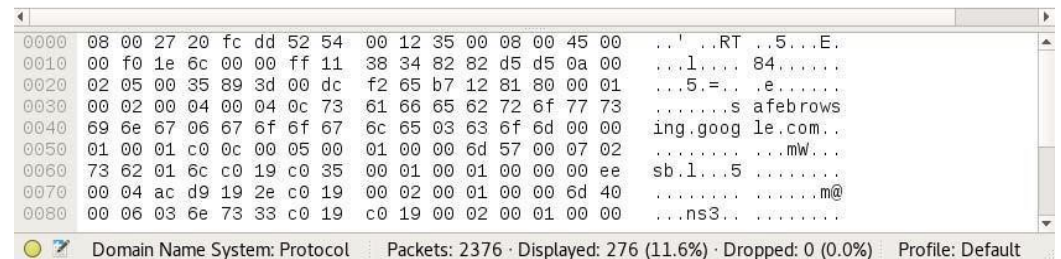 0000 08 00 27 20 fc dd 52 54 00 12 35 00 08 00 45 00 ..' ..RT ..5...E.
0010 00 f0 1e 6c 00 00 ff 11 38 34 82 82 d5 d5 0a 00 ...l.... 84......
0020 02 05 00 35 89 3d 00 dc f2 65 b7 12 81 80 00 01 ...5.=.. .e......
0030 00 02 00 04 00 04 0c 73 61 66 65 62 72 6f 77 73 .......s afebrows
0040 69 6e 67 06 67 6f 6f 67 6c 65 03 63 6f 6d 00 00 ing.goog le.com..
0050 01 00 01 c0 0c 00 05 00 01 00 00 6d 57 00 07 02 ........ ...mW...
0060 73 62 01 6c c0 19 c0 35 00 01 00 01 00 00 00 ee sb.l...5 ........
0070 00 04 ac d9 19 2e c0 19 00 02 00 01 00 00 6d 40 ........ ......m@
0080 00 06 03 6e 73 33 c0 19 c0 19 00 02 00 01 00 00 ...ns3.. ........
Domain Name System: Protocol Packets: 2376 · Displayed: 276 (11.6%) · Dropped: 0 (0.0%) Profile: Default